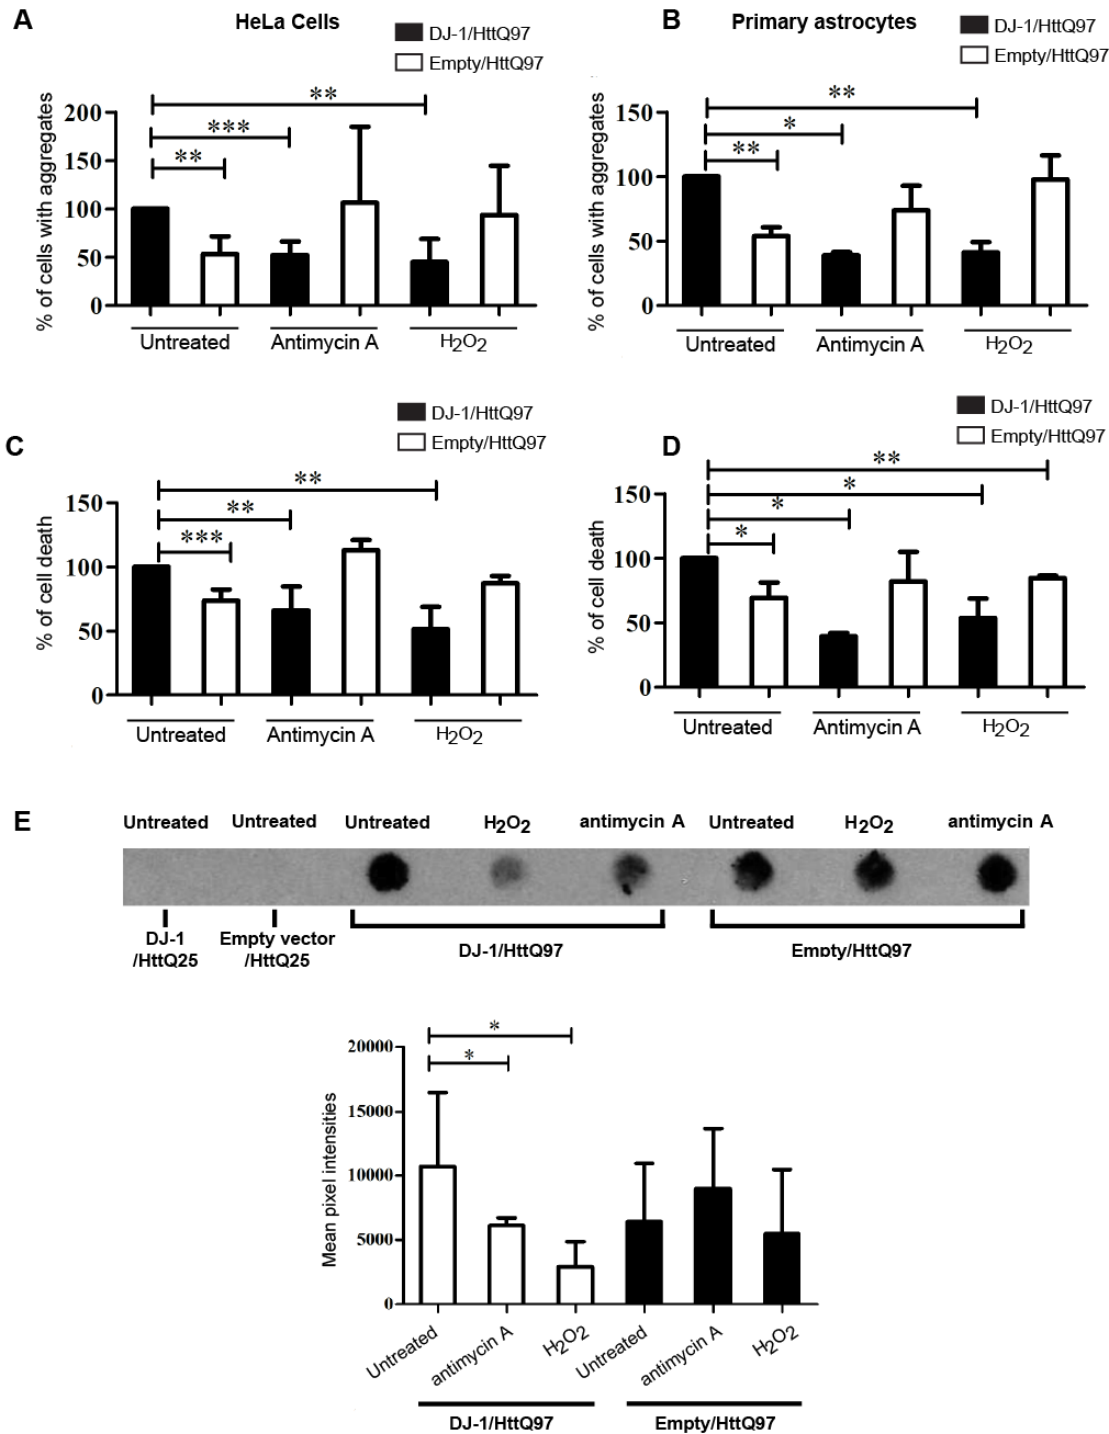 A
HeLa Cells
DJ-1/HttQ97
Empty/HttQ97
% of cells with aggregates
200
150
100
50
0
**
***
**
Untreated
Antimycin A
H2O2
B
Primary astrocytes
DJ-1/HttQ97
Empty/HttQ97
% of cells with aggregates
150
100
50
0
**
*
**
Untreated
Antimycin A
H2O2
C
DJ-1/HttQ97
Empty/HttQ97
% of cell death
150
100
50
0
**
**
***
Untreated
Antimycin A
H2O2
D
DJ-1/HttQ97
Empty/HttQ97
% of cell death
150
100
50
0
**
*
*
*
Untreated
Antimycin A
H2O2
E
Untreated Untreated Untreated H2O2 antimycin A Untreated H2O2 antimycin A
DJ-1
/HttQ25
Empty vector
/HttQ25
DJ-1/HttQ97
Empty/HttQ97
Mean pixel intensities
20000
15000
10000
5000
0
*
*
Untreated
antimycin A
H2O2
Untreated
antimycin A
H2O2
DJ-1/HttQ97
Empty/HttQ97